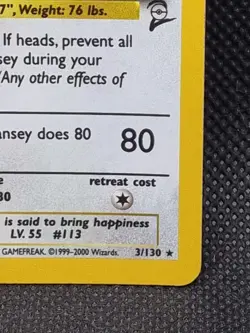 7", Weight: 76 lbs.
If heads, prevent all
sey during your
Any other effects of
ansey does 80 80
retreat cost
30
is said to bring happiness
LV. 55 #113
GAMEFREAK. ©1999-2000 Wizards. 3/130 ★